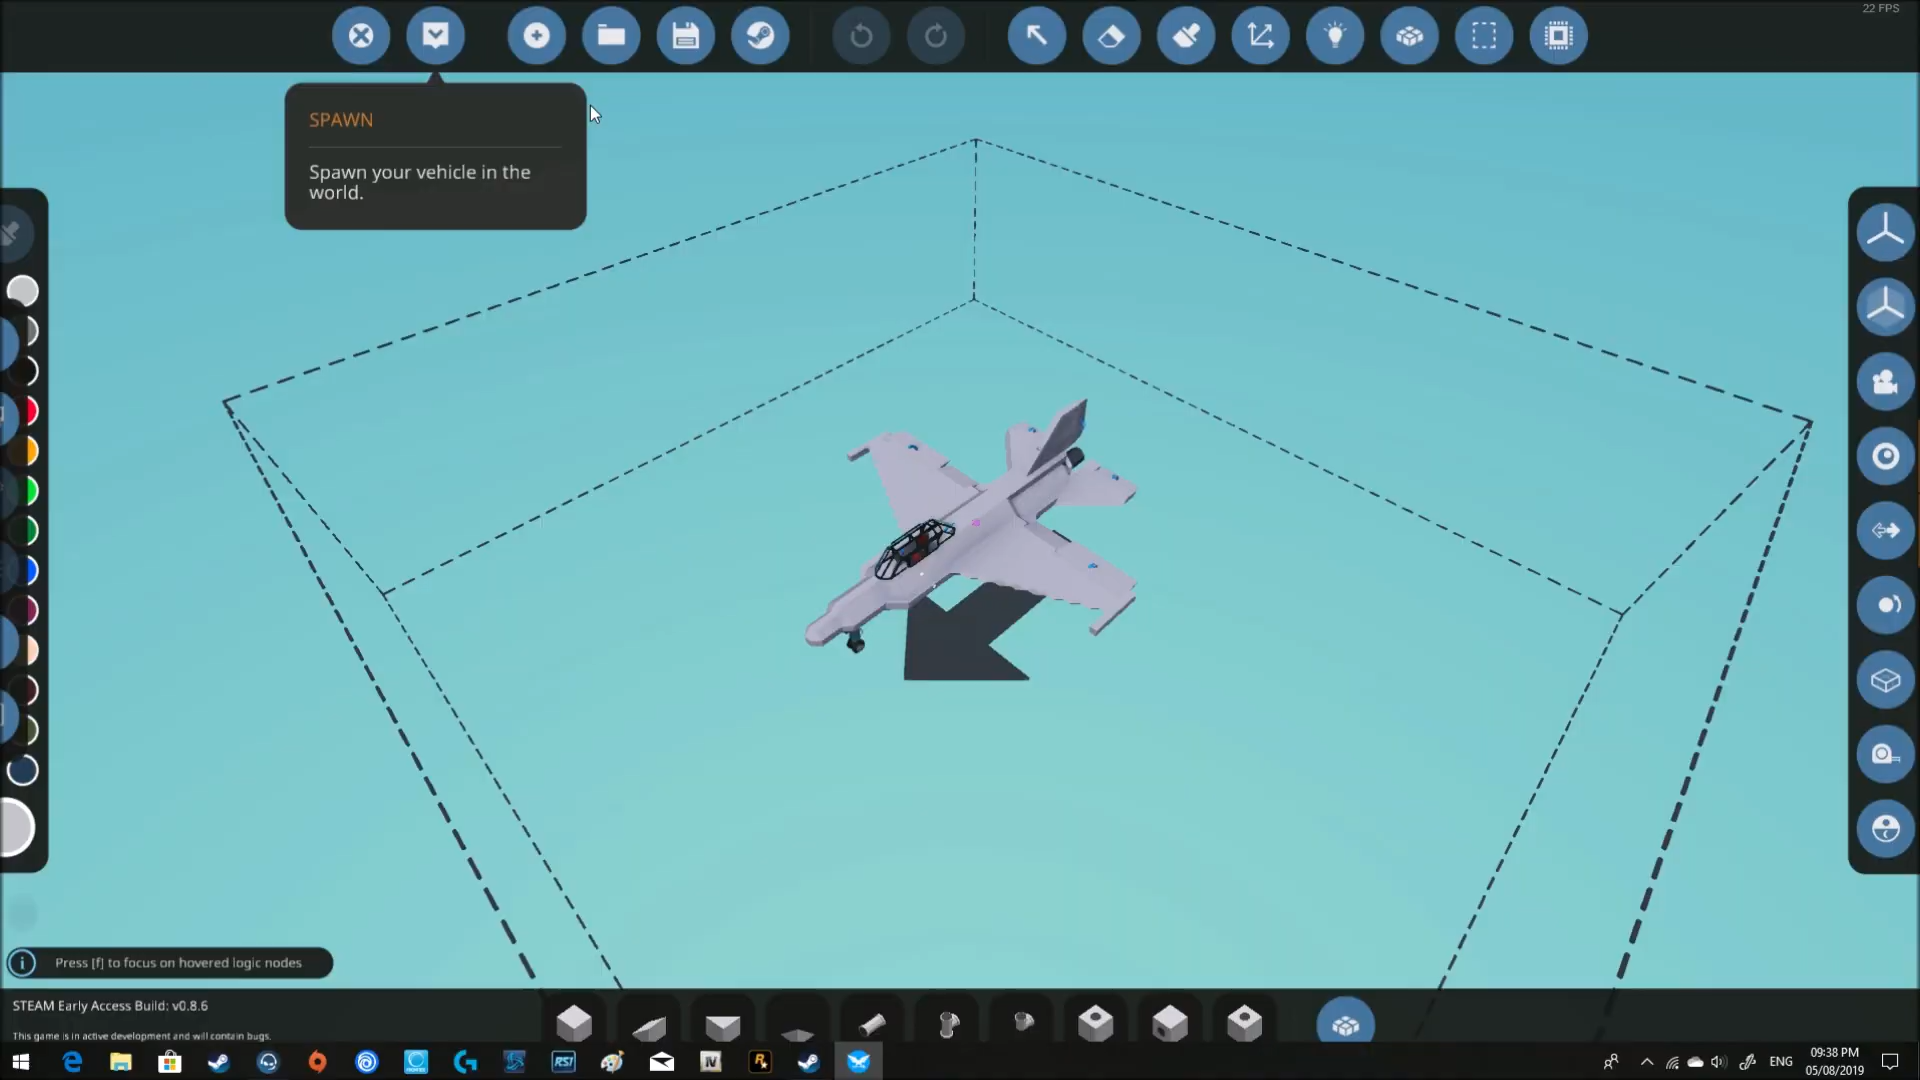 22 FPS
SPAWN
Spawn your vehicle in the
world.
Press [f] to focus on hovered logic nodes
STEAM Early Access Build: v0.8.6
This game is in active development and will contain bugs.
RSI
IV
R
ENG
09:38 PM
05/08/2019